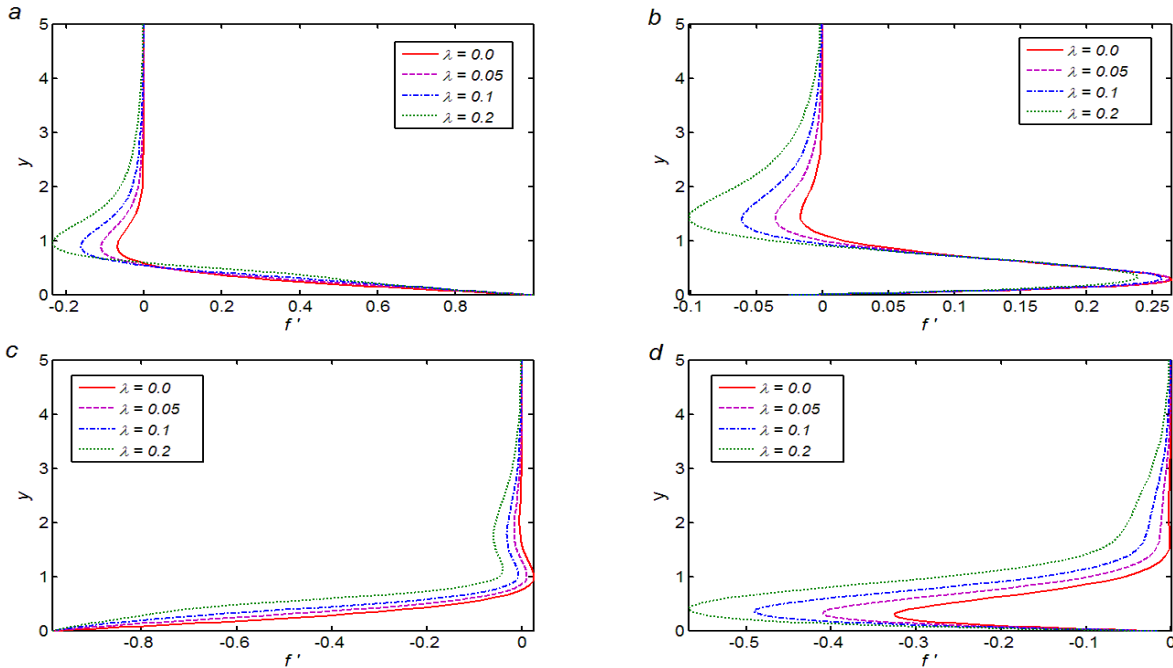 a
5
4
3
2
1
0
y
-0.2 0 0.2 0.4 0.6 0.8
f '
λ = 0.0
λ = 0.05
λ = 0.1
λ = 0.2
b
5
4
3
2
1
0
y
-0.1 -0.05 0 0.05 0.1 0.15 0.2 0.25
f '
λ = 0.0
λ = 0.05
λ = 0.1
λ = 0.2
c
5
4
3
2
1
0
y
-0.8 -0.6 -0.4 -0.2 0
f '
λ = 0.0
λ = 0.05
λ = 0.1
λ = 0.2
d
5
4
3
2
1
0
y
-0.5 -0.4 -0.3 -0.2 -0.1 0
f '
λ = 0.0
λ = 0.05
λ = 0.1
λ = 0.2